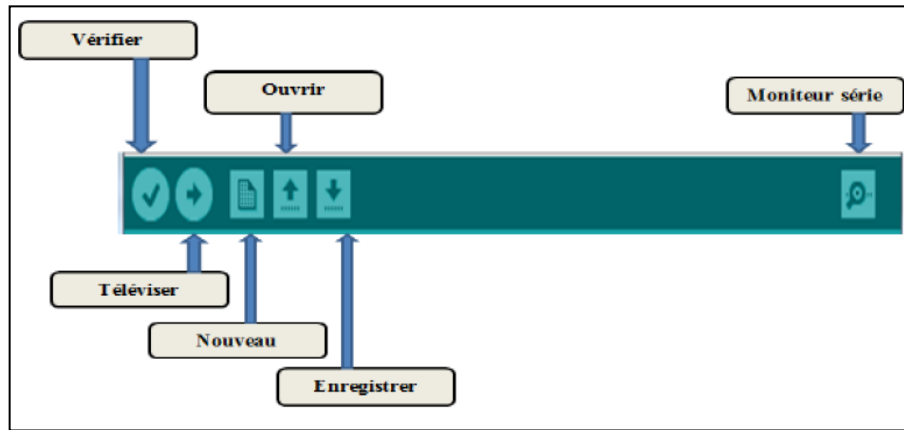 Vérifier
Ouvrir
Moniteur série
Téléviser
Nouveau
Enregistrer